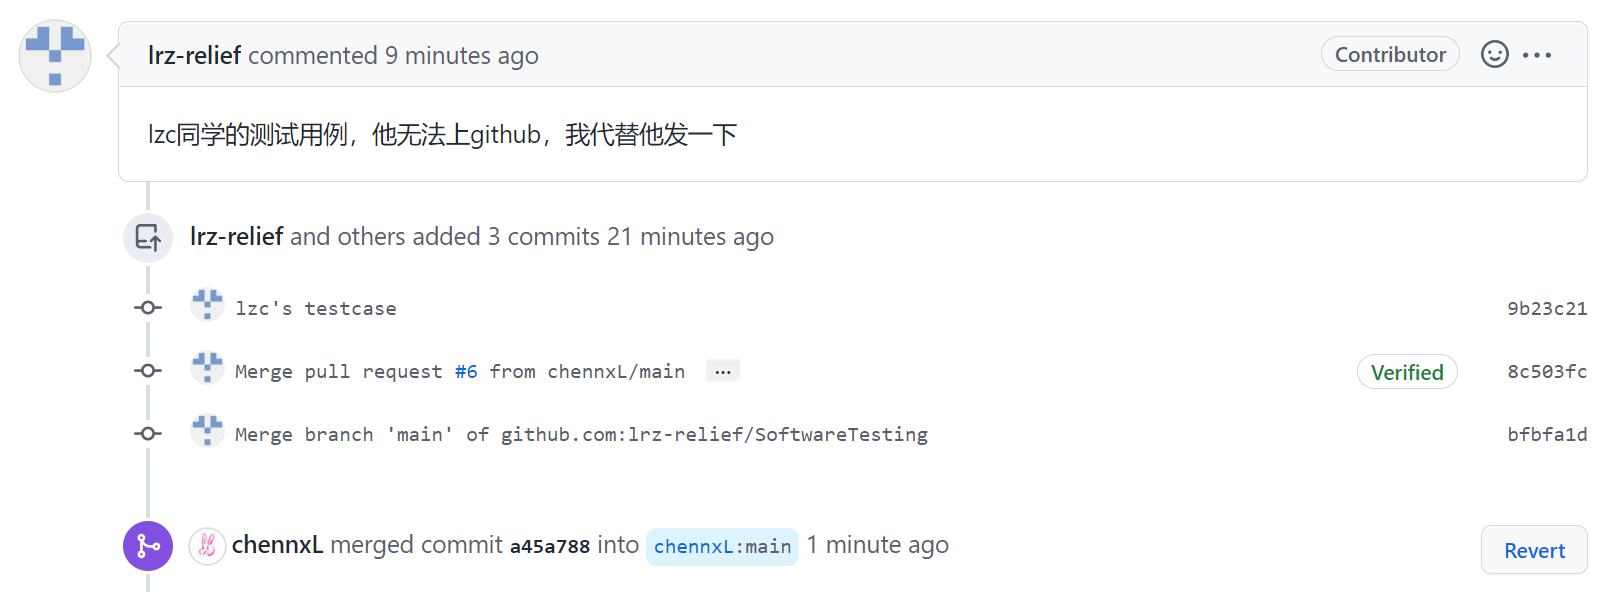 lrz-relief commented 9 minutes ago Contributor
lzc同学的测试用例，他无法上github，我代替他发一下
lrz-relief and others added 3 commits 21 minutes ago
lzc's testcase 9b23c21
Merge pull request #6 from chennxL/main ... Verified 8c503fc
Merge branch 'main' of github.com:lrz-relief/SoftwareTesting bfbfa1d
chennxL merged commit a45a788 into chennxL:main 1 minute ago Revert